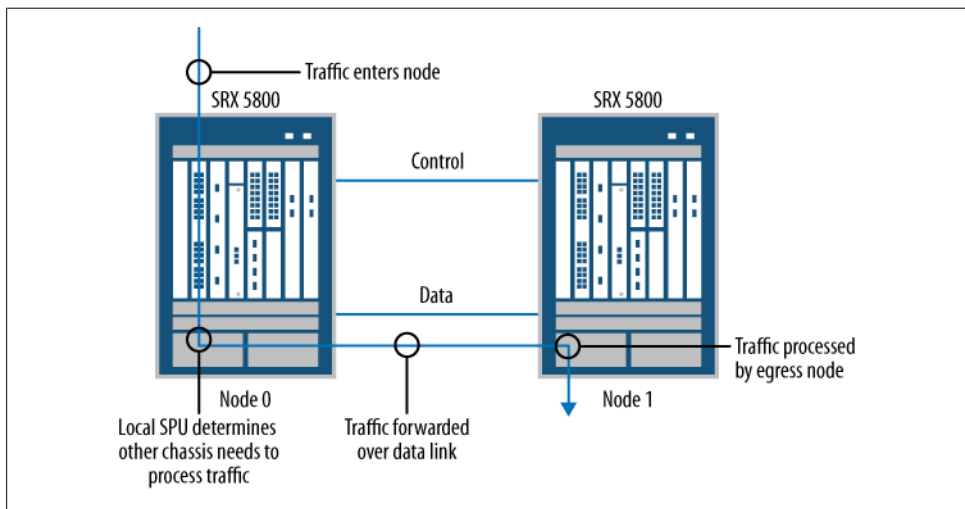 Traffic enters node
SRX 5800
SRX 5800
Control
Data
Traffic processed
by egress node
Node 0
Node 1
Local SPU determines
other chassis needs to
process traffic
Traffic forwarded
over data link